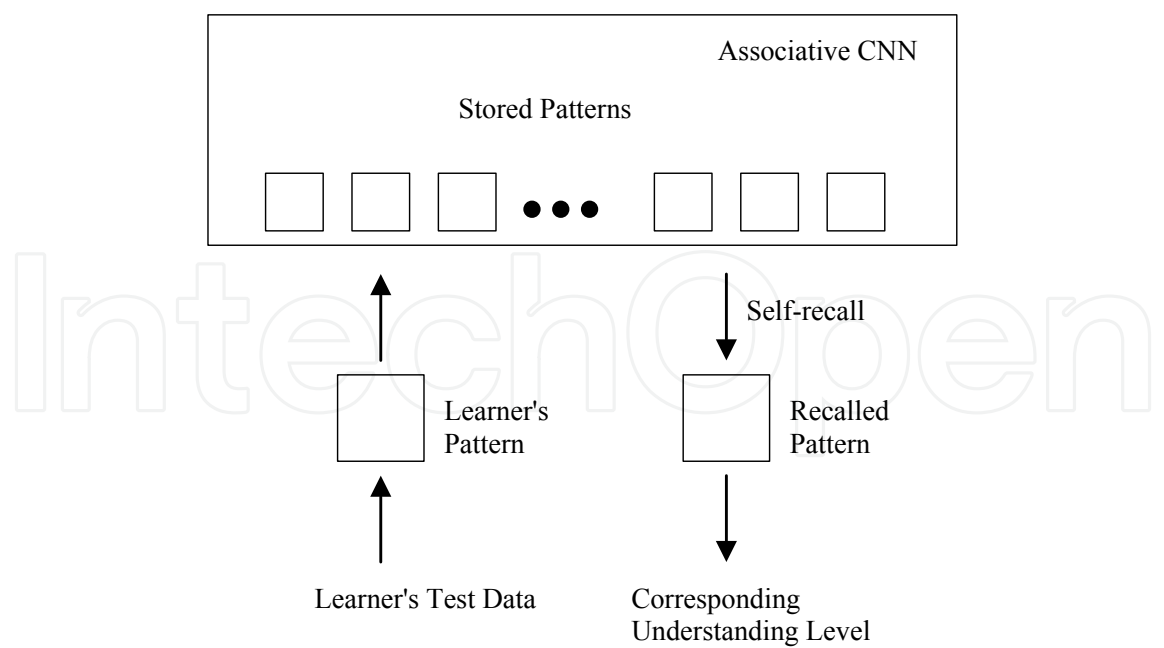 Associative CNN
Stored Patterns
Self-recall
Learner's
Pattern
Recalled
Pattern
Learner's Test Data
Corresponding
Understanding Level
IntechOpen